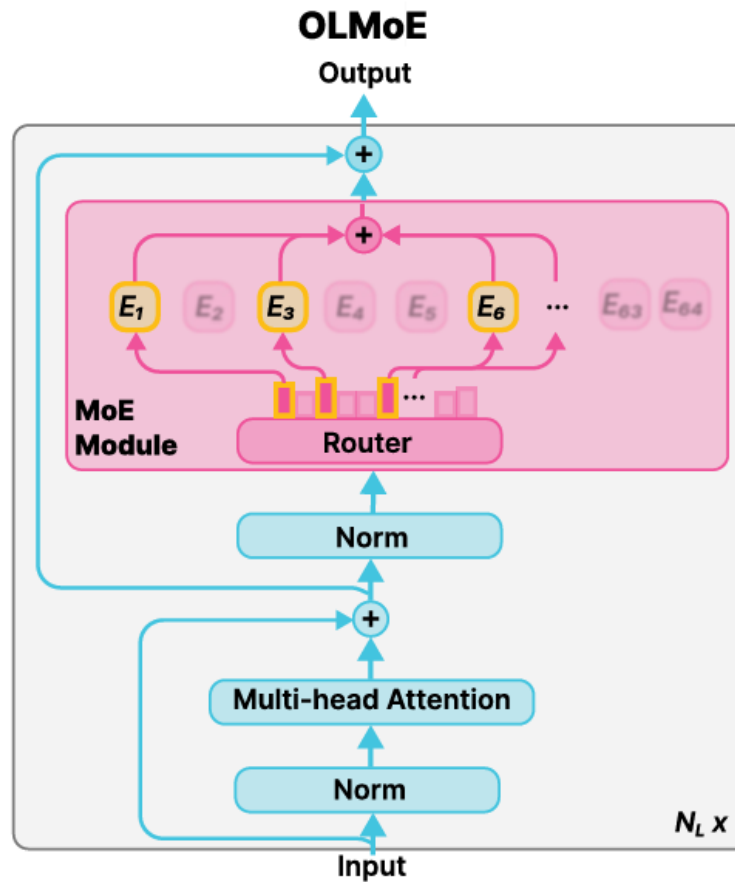 OLMoE
Output
+
+
E₁ E₂ E₃ E₄ E₅ E₆ ... E₆₃ E₆₄
...
MoE
Module
Router
Norm
+
Multi-head Attention
Norm
N_L x
Input